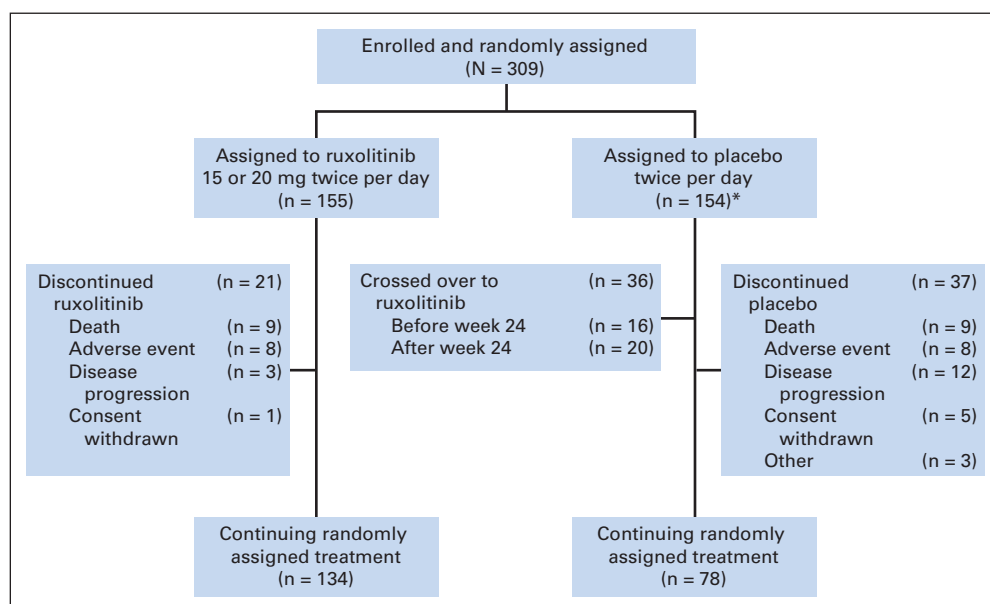 Enrolled and randomly assigned
(N = 309)
Assigned to ruxolitinib
15 or 20 mg twice per day
(n = 155)
Assigned to placebo
twice per day
(n = 154)*
Discontinued (n = 21)
ruxolitinib
Death (n = 9)
Adverse event (n = 8)
Disease (n = 3)
progression
Consent (n = 1)
withdrawn
Crossed over to (n = 36)
ruxolitinib
Before week 24 (n = 16)
After week 24 (n = 20)
Discontinued (n = 37)
placebo
Death (n = 9)
Adverse event (n = 8)
Disease (n = 12)
progression
Consent (n = 5)
withdrawn
Other (n = 3)
Continuing randomly
assigned treatment
(n = 134)
Continuing randomly
assigned treatment
(n = 78)